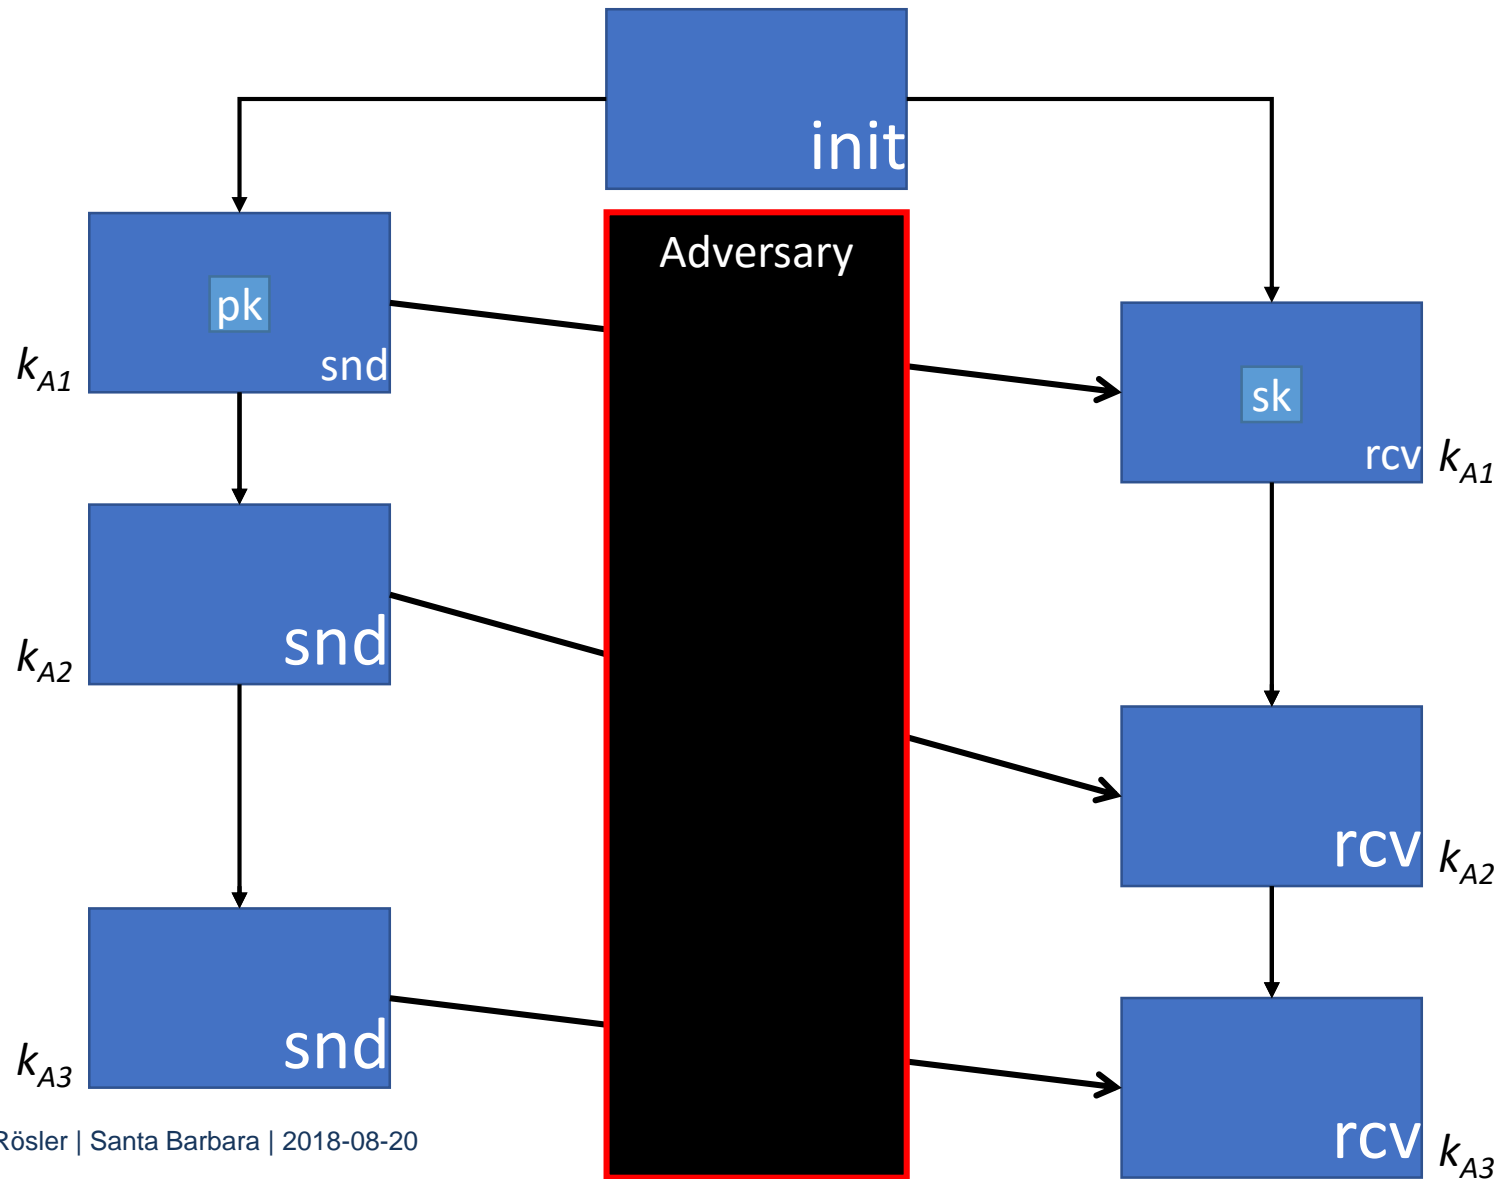 init
Adversary
pk
snd
k_A1
sk
rcv
k_A1
snd
k_A2
rcv
k_A2
snd
k_A3
rcv
k_A3
Rösler | Santa Barbara | 2018-08-20